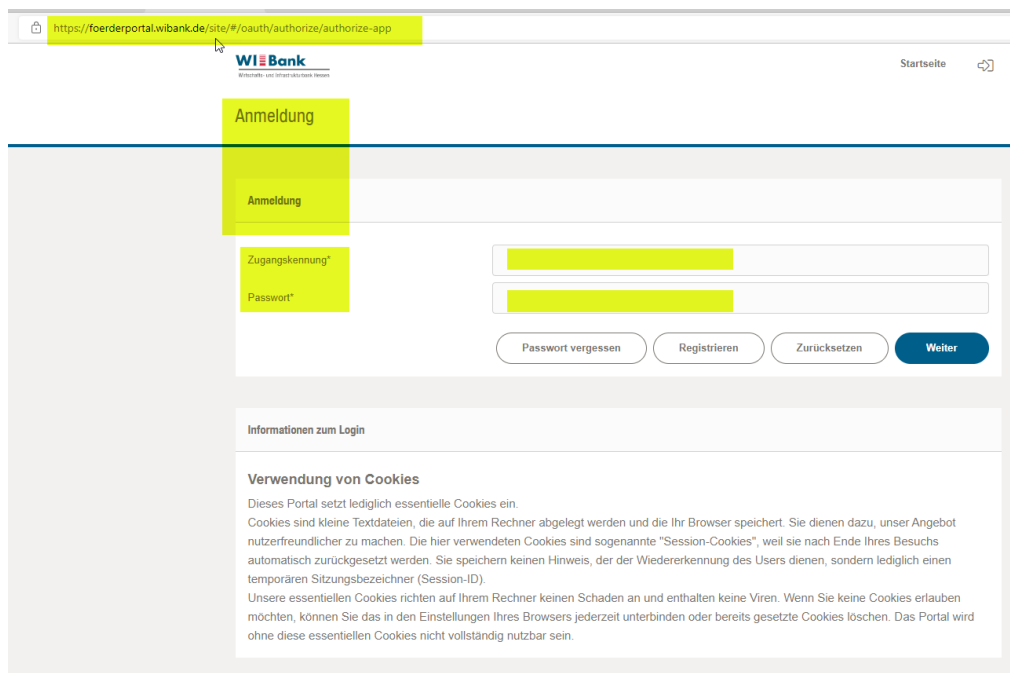 https://foerderportal.wibank.de/site/#/oauth/authorize/authorize-app
WIBank
Wirtschafts- und Infrastrukturbank Hessen
Startseite
Anmeldung
Anmeldung
Zugangskennung*
Passwort*
Passwort vergessen
Registrieren
Zurücksetzen
Weiter
Informationen zum Login
Verwendung von Cookies
Dieses Portal setzt lediglich essentielle Cookies ein.
Cookies sind kleine Textdateien, die auf Ihrem Rechner abgelegt werden und die Ihr Browser speichert. Sie dienen dazu, unser Angebot
nutzerfreundlicher zu machen. Die hier verwendeten Cookies sind sogenannte "Session-Cookies", weil sie nach Ende Ihres Besuchs
automatisch zurückgesetzt werden. Sie speichern keinen Hinweis, der der Wiedererkennung des Users dienen, sondern lediglich einen
temporären Sitzungsbezeichner (Session-ID).
Unsere essentiellen Cookies richten auf Ihrem Rechner keinen Schaden an und enthalten keine Viren. Wenn Sie keine Cookies erlauben
möchten, können Sie das in den Einstellungen Ihres Browsers jederzeit unterbinden oder bereits gesetzte Cookies löschen. Das Portal wird
ohne diese essentiellen Cookies nicht vollständig nutzbar sein.